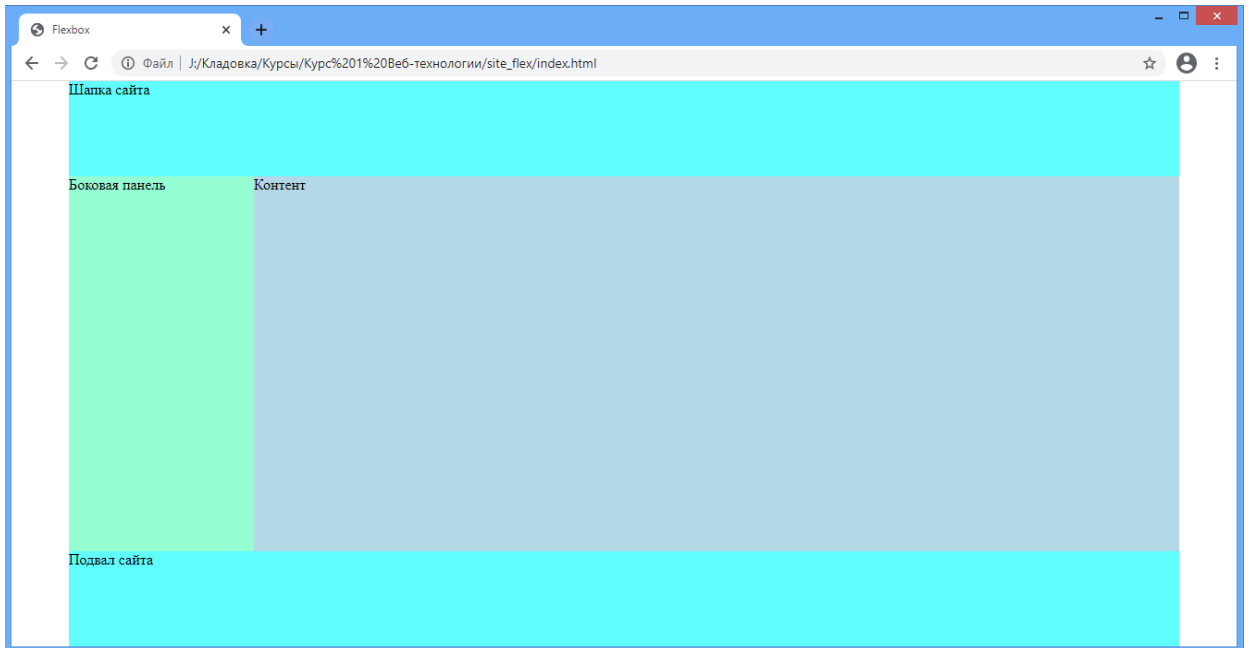 Flexbox
Файл | J:/Кладовка/Курсы/Курс%201%20Веб-технологии/site_flex/index.html
Шапка сайта
Боковая панель
Контент
Подвал сайта